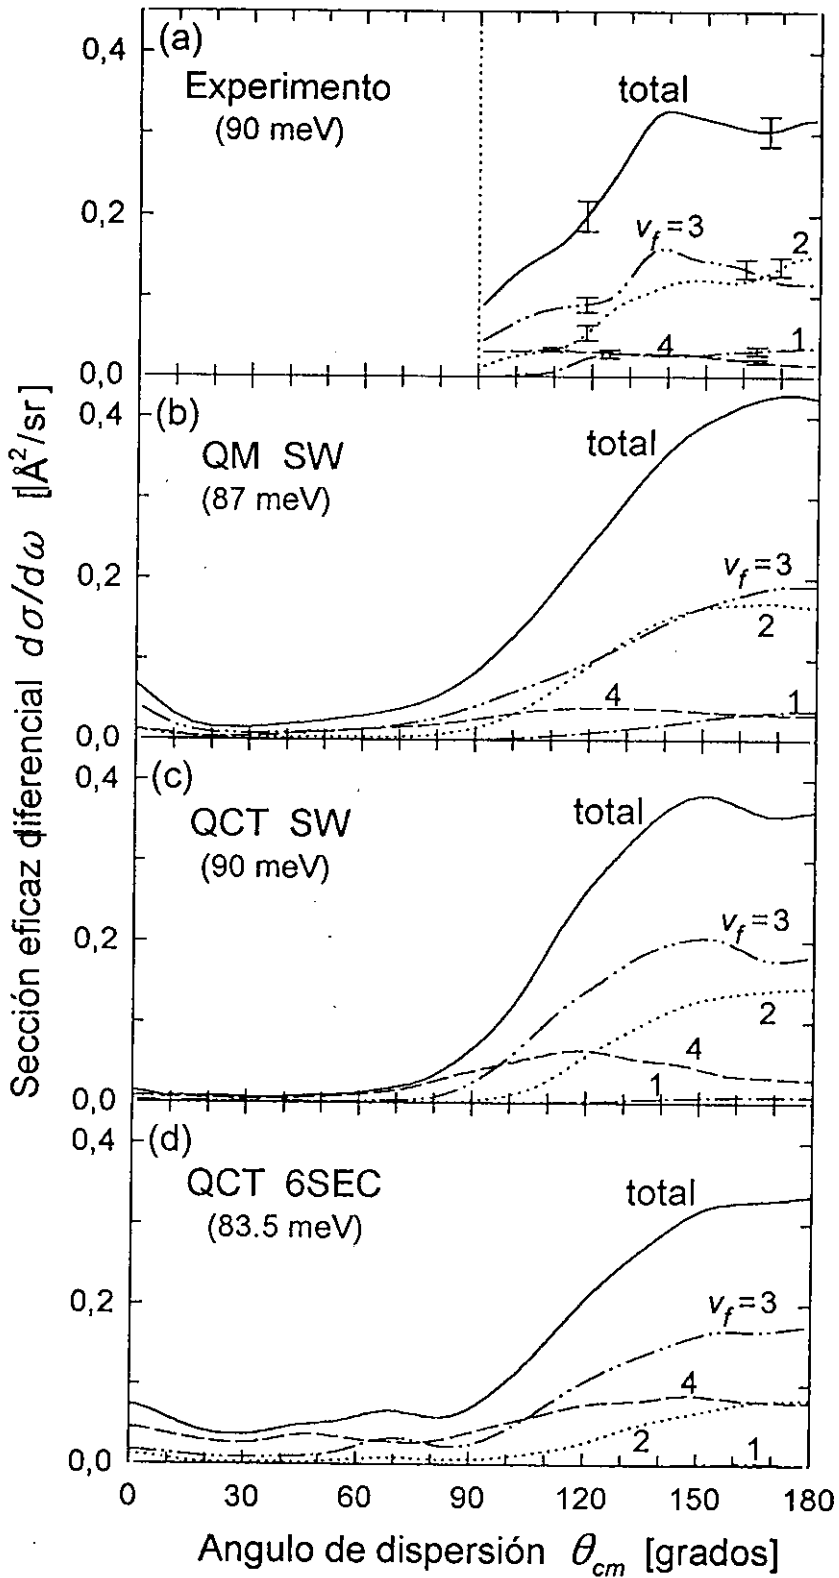 Sección eficaz diferencial dσ/dω [Å²/sr]
0,4
(a)
Experimento
(90 meV)
total
0,2
v_f=3
2
4
1
0,0
0,4
(b)
QM SW
(87 meV)
total
0,2
v_f=3
2
4
1
0,0
0,4
(c)
QCT SW
(90 meV)
total
0,2
v_f=3
2
4
1
0,0
0,4
(d)
QCT 6SEC
(83.5 meV)
total
0,2
v_f=3
4
2
1
0,0
0 30 60 90 120 150 180
Angulo de dispersión θcm [grados]